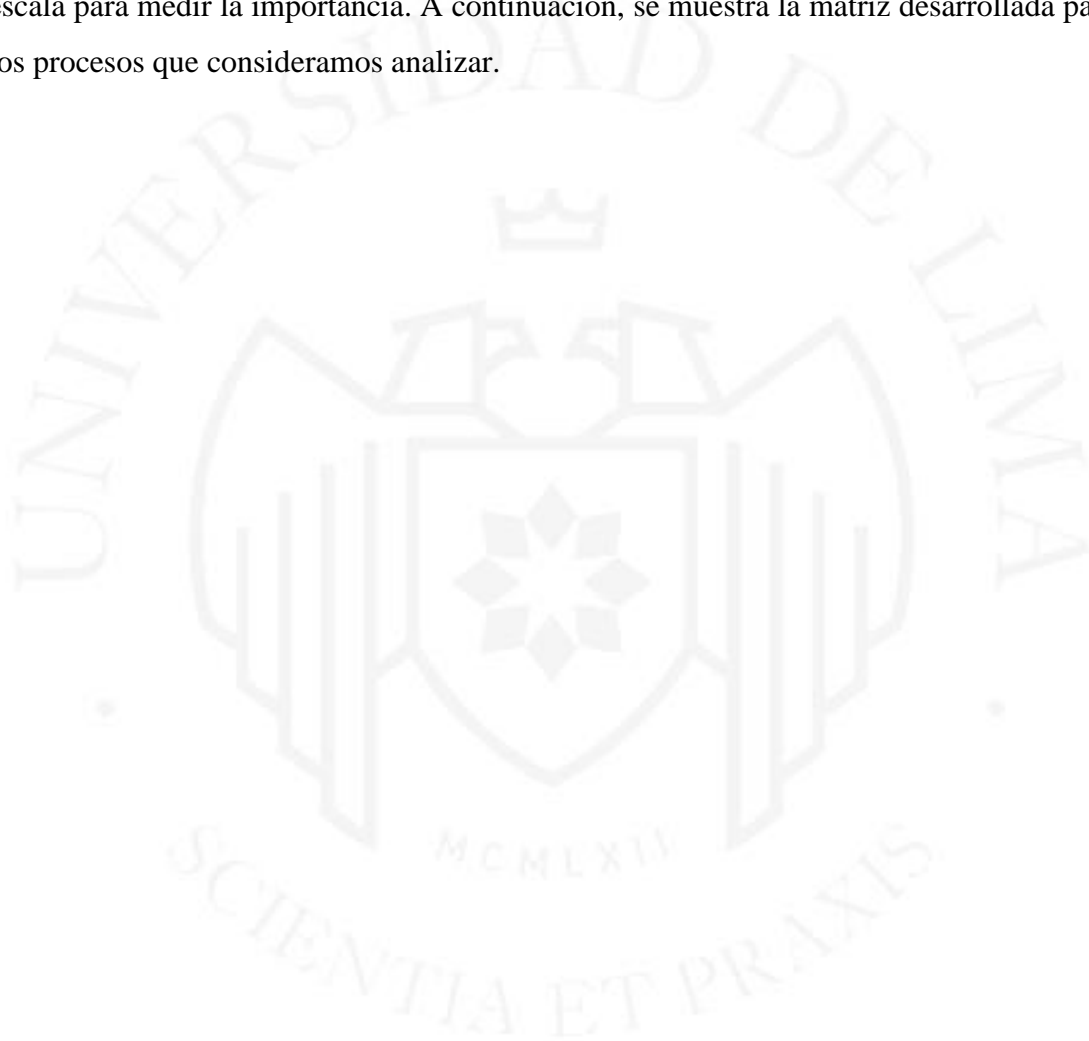 escala para medir la importancia. A continuación, se muestra la matriz desarrollada pa
os procesos que consideramos analizar.
UNIVERSIDAD DE LIMA
MCMLXII
SCIENTIA ET PRAXIS